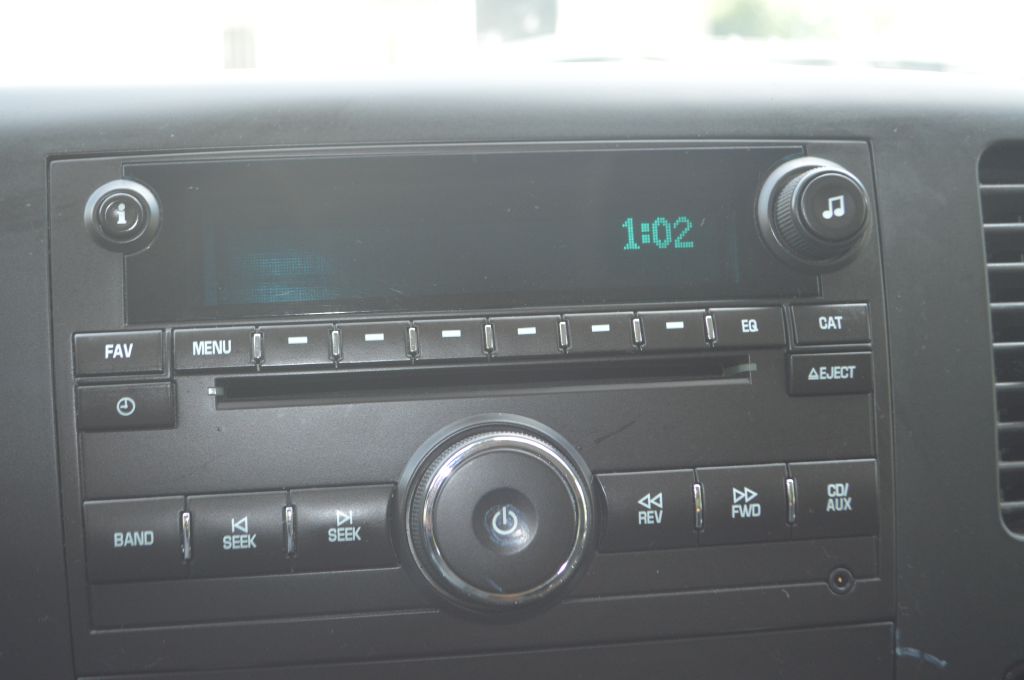 i
1:02
FAV
MENU
EQ
CAT
EJECT
BAND
SEEK
SEEK
REV
FWD
CD/
AUX